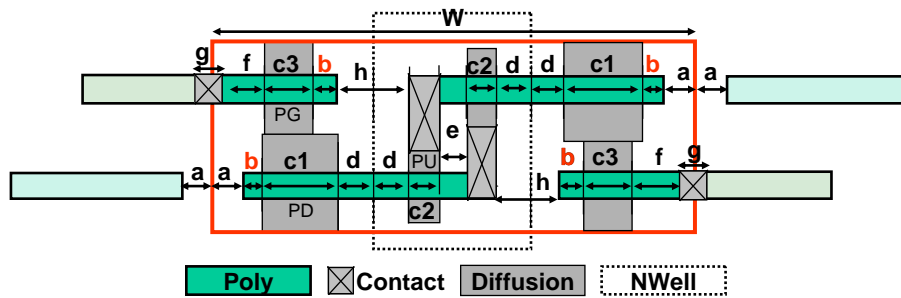 W
g f c3 b h c2 d d c1 b a a
PG
e
a a b c1 d d PU b c3 f g
h
PD c2
Poly Contact Diffusion NWell